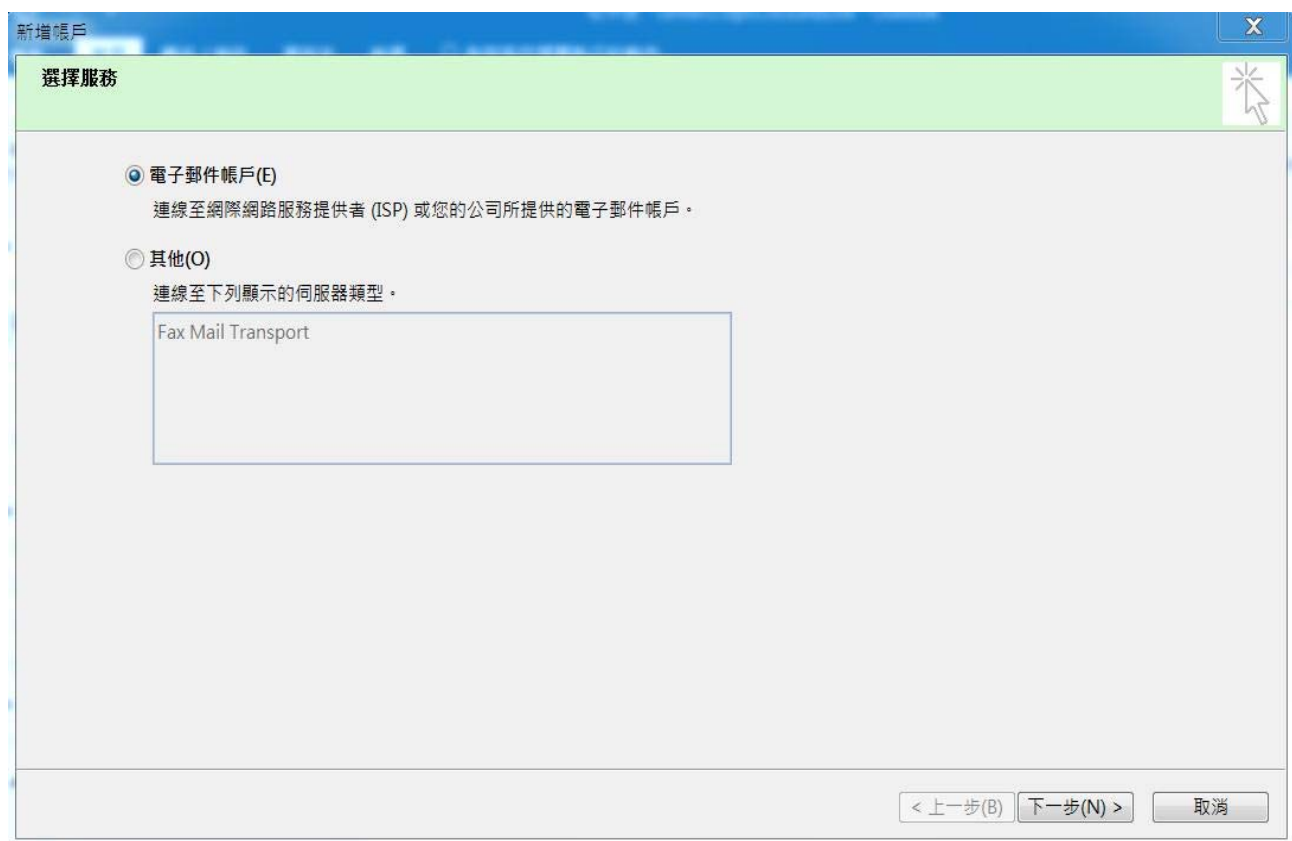 新增帳戶
X
選擇服務
電子郵件帳戶(E)
連線至網際網路服務提供者 (ISP) 或您的公司所提供的電子郵件帳戶。
其他(O)
連線至下列顯示的伺服器類型。
Fax Mail Transport
< 上一步(B) 下一步(N) > 取消